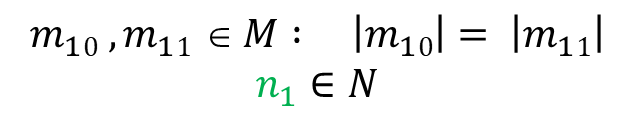 m₁₀ , m₁₁ ∈ M :    |m₁₀| = |m₁₁|
n₁ ∈ N